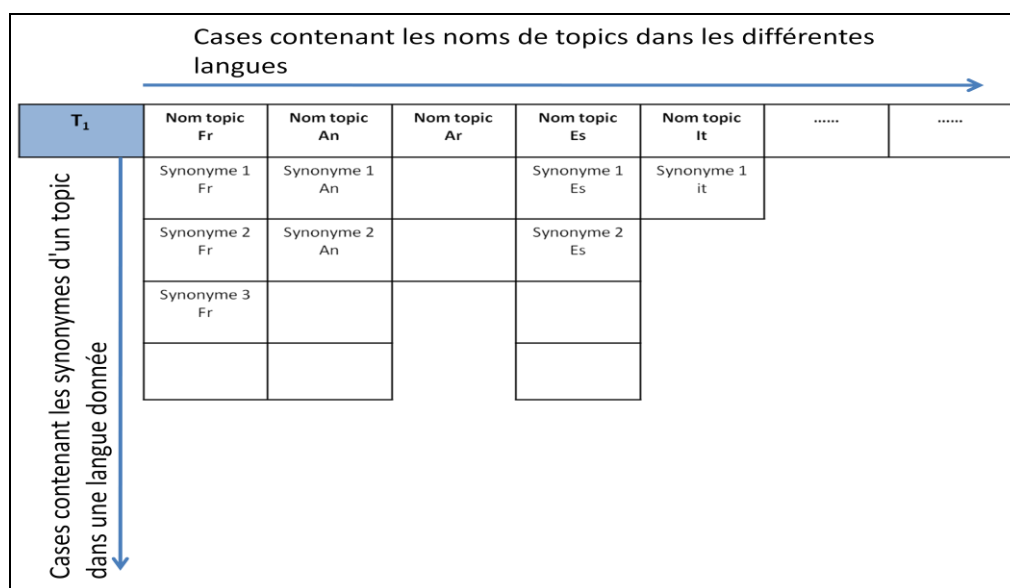 Cases contenant les noms de topics dans les différentes
langues
T₁
Nom topic
Fr
Nom topic
An
Nom topic
Ar
Nom topic
Es
Nom topic
It
......
......
Synonyme 1
Fr
Synonyme 1
An
Synonyme 1
Es
Synonyme 1
it
Synonyme 2
Fr
Synonyme 2
An
Synonyme 2
Es
Synonyme 3
Fr
Cases contenant les synonymes d'un topic
dans une langue donnée